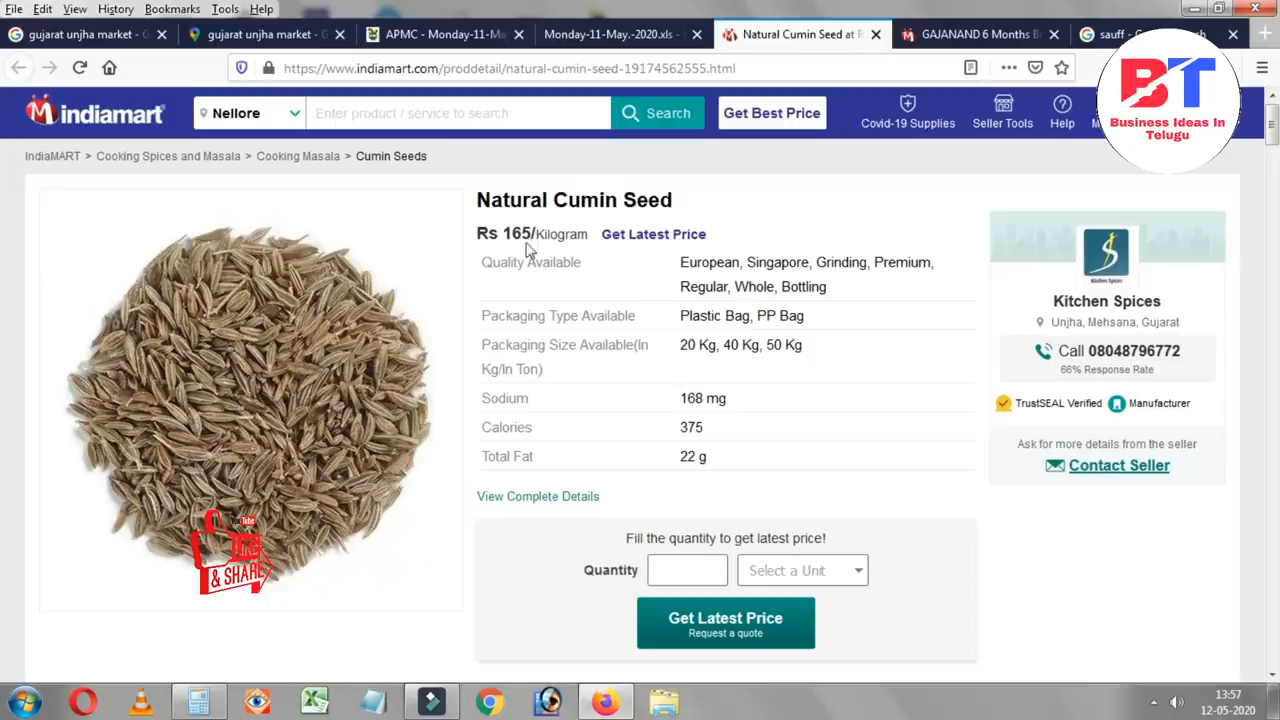 File Edit View History Bookmarks Tools Help
gujarat unjha market - G
gujarat unjha market - G
APMC - Monday-11-Ma
Monday-11-May.-2020.xls -
Natural Cumin Seed at R
GAJANAND 6 Months B
sauff - G
https://www.indiamart.com/proddetail/natural-cumin-seed-19174562555.html
BT
Business Ideas In
Telugu
indiamart
Nellore
Enter product / service to search
Search
Get Best Price
Covid-19 Supplies
Seller Tools
Help
IndiaMART > Cooking Spices and Masala > Cooking Masala > Cumin Seeds
Natural Cumin Seed
Rs 165/Kilogram Get Latest Price
Quality Available European, Singapore, Grinding, Premium,
Regular, Whole, Bottling
Packaging Type Available Plastic Bag, PP Bag
Packaging Size Available(In 20 Kg, 40 Kg, 50 Kg
Kg/In Ton)
Sodium 168 mg
Calories 375
Total Fat 22 g
View Complete Details
Fill the quantity to get latest price!
Quantity Select a Unit
Get Latest Price
Request a quote
Kitchen Spices
Kitchen Spices
Unjha, Mehsana, Gujarat
Call 08048796772
66% Response Rate
TrustSEAL Verified Manufacturer
Ask for more details from the seller
Contact Seller
YouTube
LIKE
& SHARE
13:57
12-05-2020